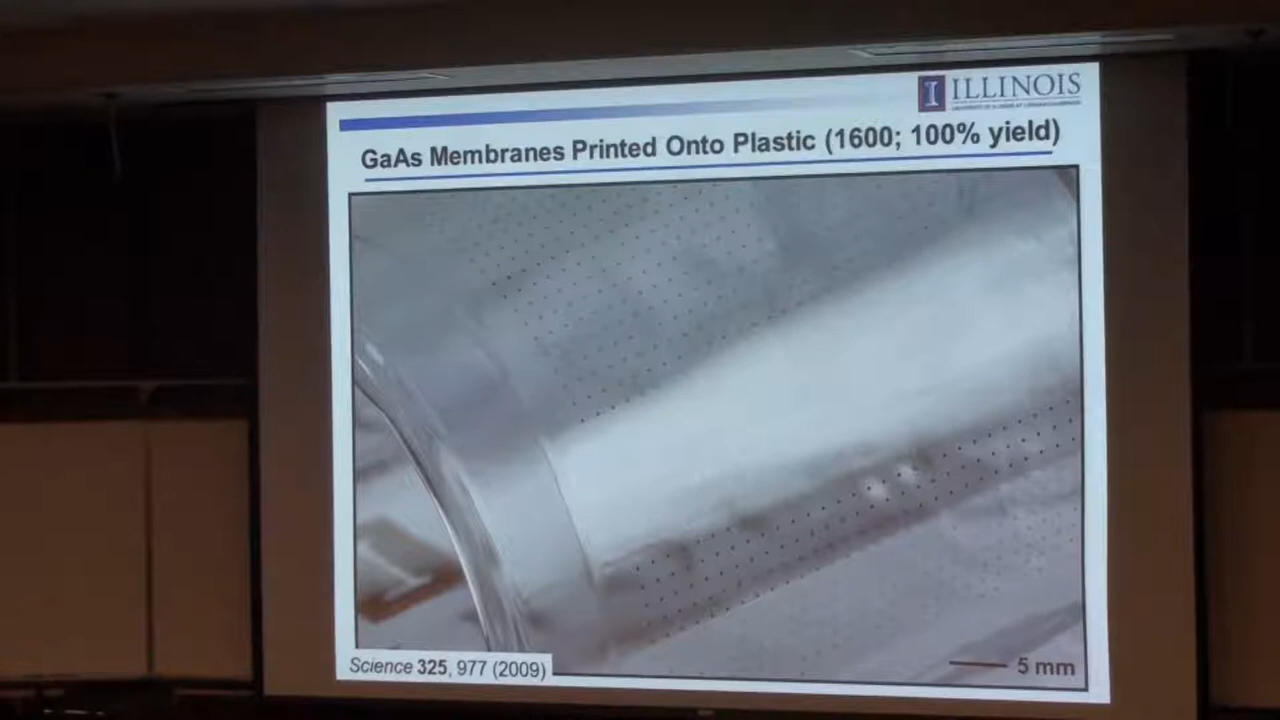 ILLINOIS
GaAs Membranes Printed Onto Plastic (1600; 100% yield)
Science 325, 977 (2009)
5 mm